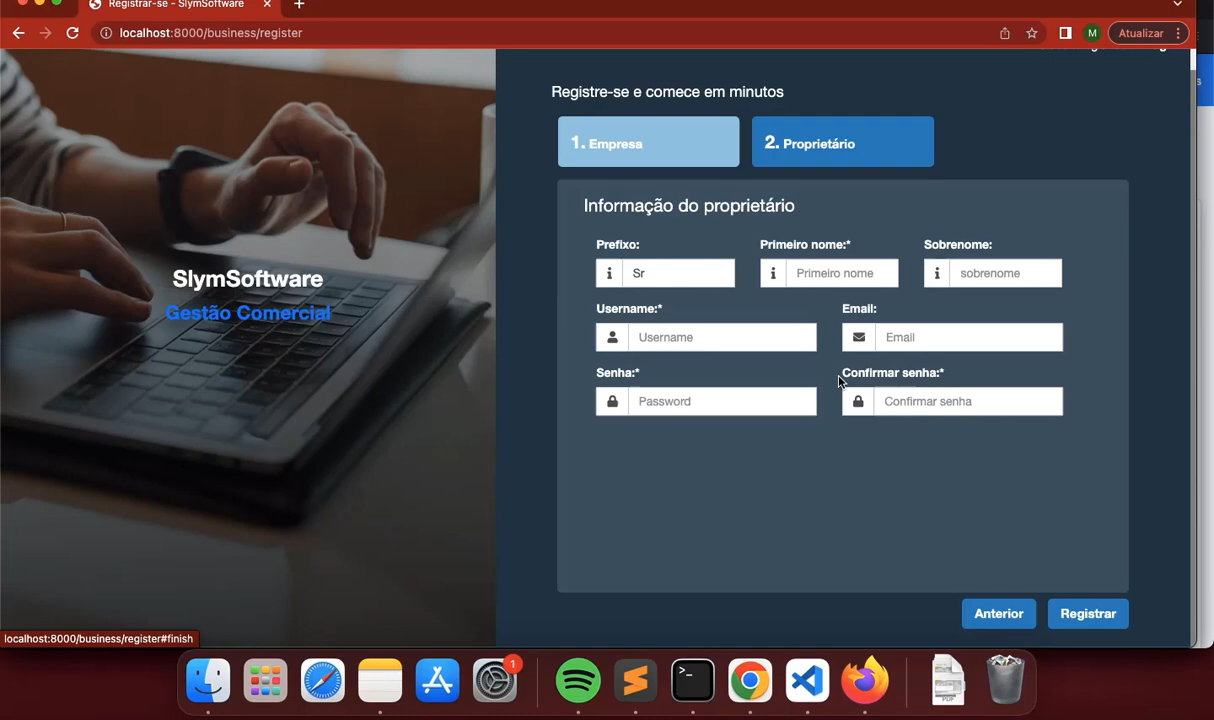 Registrar-se - SlymSoftware
localhost:8000/business/register
M
Atualizar
Registre-se e comece em minutos
1. Empresa
2. Proprietário
Informação do proprietário
Prefixo:
Primeiro nome:*
Sobrenome:
Sr
Primeiro nome
sobrenome
SlymSoftware
Gestão Comercial
Username:*
Email:
Username
Email
Senha:*
Confirmar senha:*
Password
Confirmar senha
Anterior
Registrar
localhost:8000/business/register#finish
1
PDF